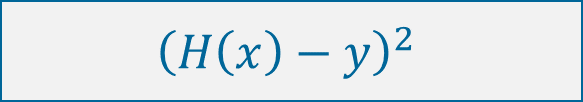 (H(x) − y)²